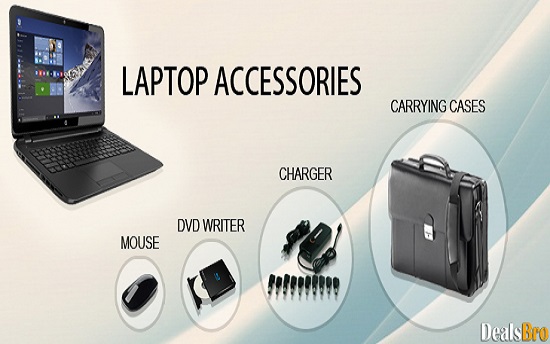 LAPTOP ACCESSORIES
CARRYING CASES
CHARGER
DVD WRITER
MOUSE
DealsBro